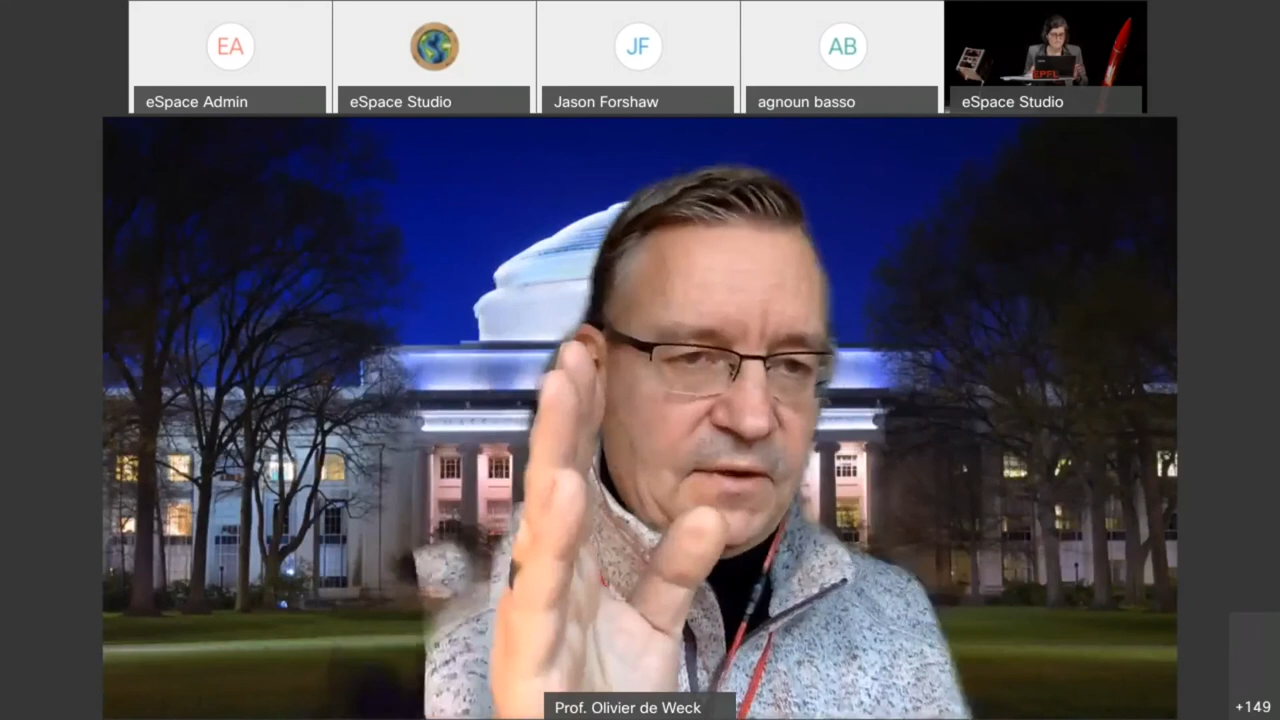 EA
JF
AB
eSpace Admin
eSpace Studio
Jason Forshaw
agnoun basso
eSpace Studio
EPFL
Prof. Olivier de Weck
+149